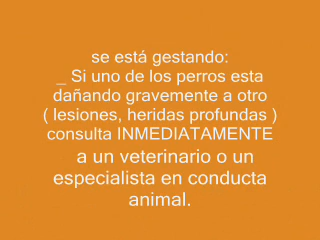 se está gestando:
_ Si uno de los perros esta
dañando gravemente a otro
( lesiones, heridas profundas )
consulta INMEDIATAMENTE
a un veterinario o un
especialista en conducta
animal.